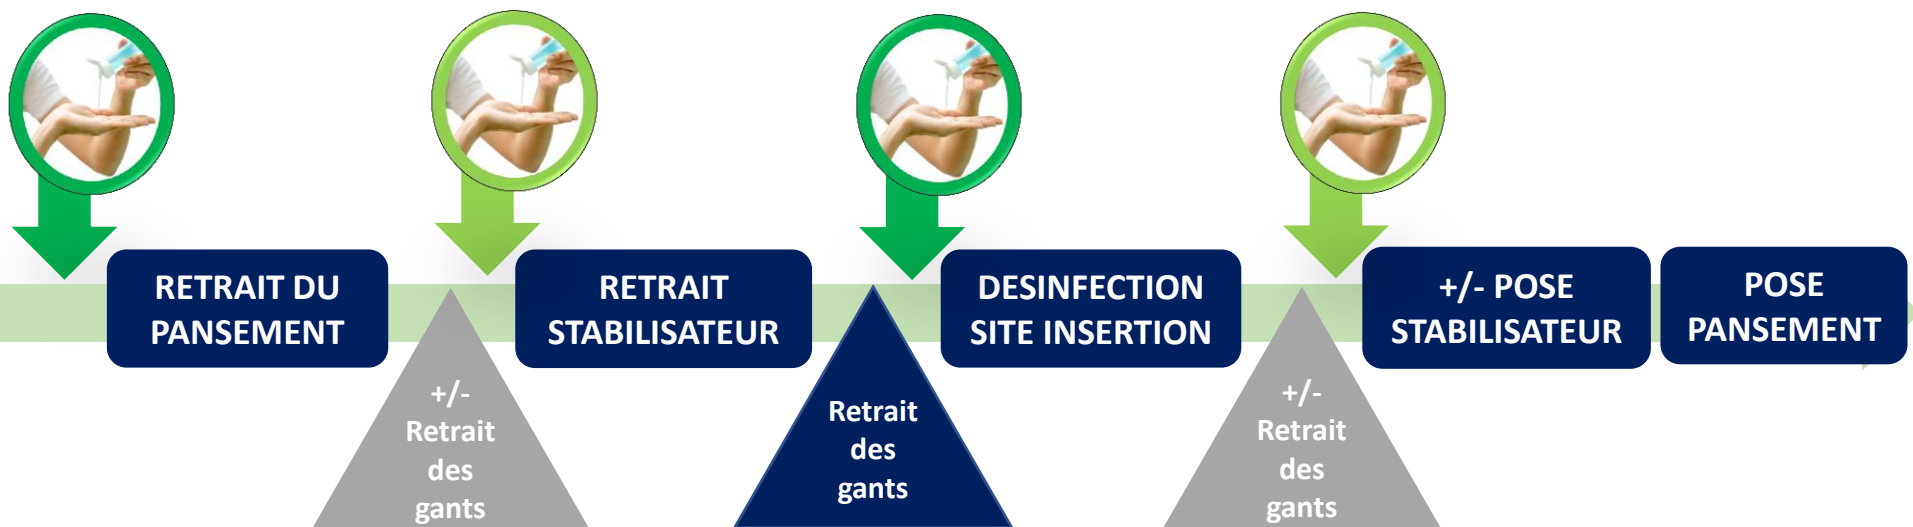 RETRAIT DU
PANSEMENT
RETRAIT
STABILISATEUR
DESINFECTION
SITE INSERTION
+/- POSE
STABILISATEUR
POSE
PANSEMENT
+/-
Retrait
des
gants
Retrait
des
gants
+/-
Retrait
des
gants